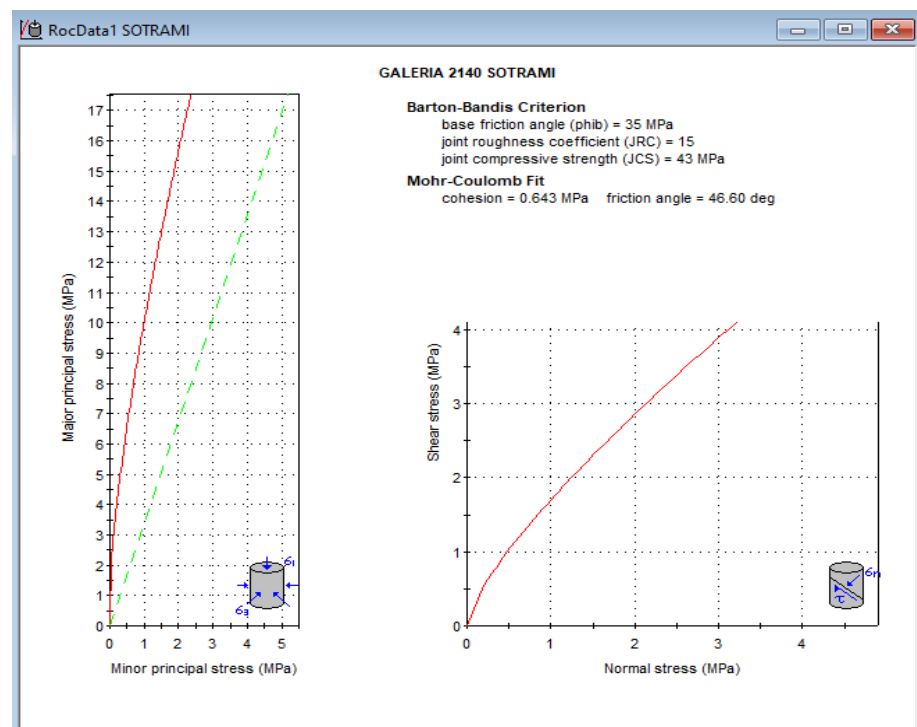 RocData1 SOTRAMI
GALERIA 2140 SOTRAMI
Barton-Bandis Criterion
base friction angle (phib) = 35 MPa
joint roughness coefficient (JRC) = 15
joint compressive strength (JCS) = 43 MPa
Mohr-Coulomb Fit
cohesion = 0.643 MPa friction angle = 46.60 deg
Major principal stress (MPa)
17
16
15
14
13
12
11
10
9
8
7
6
5
4
3
2
1
0
0 1 2 3 4 5
Minor principal stress (MPa)
σ1
σ3
Shear stress (MPa)
4
3
2
1
0
0 1 2 3 4
Normal stress (MPa)
σn
τ